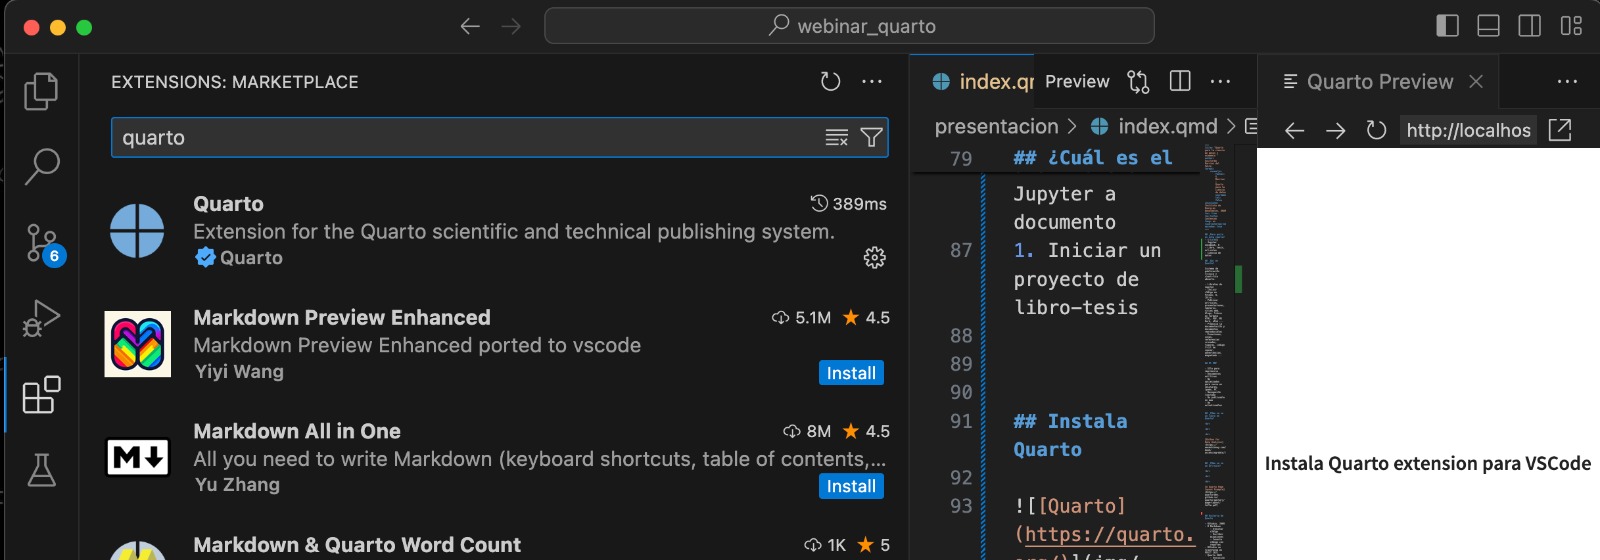 webinar_quarto
EXTENSIONS: MARKETPLACE
quarto
Quarto
389ms
Extension for the Quarto scientific and technical publishing system.
Quarto
Markdown Preview Enhanced
5.1M ★ 4.5
Markdown Preview Enhanced ported to vscode
Yiyi Wang
Install
Markdown All in One
8M ★ 4.5
All you need to write Markdown (keyboard shortcuts, table of contents,...
Yu Zhang
Install
Markdown & Quarto Word Count
1K ★ 5
6
index.qr
Preview
presentacion > index.qmd >
79 ## ¿Cuál es el
Jupyter a
documento
87 1. Iniciar un
proyecto de
libro-tesis
88
89
90
91 ## Instala
Quarto
92
93 ![[Quarto]
(https://quarto.
Quarto Preview
http://localhos
Instala Quarto extension para VSCode